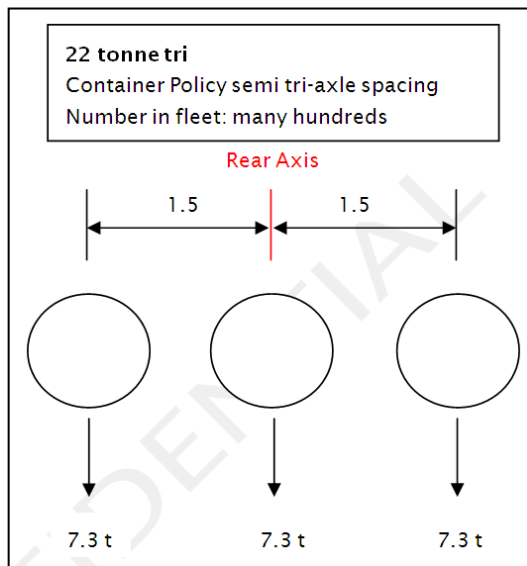 22 tonne tri
Container Policy semi tri-axle spacing
Number in fleet: many hundreds
Rear Axis
1.5 1.5
7.3 t 7.3 t 7.3 t